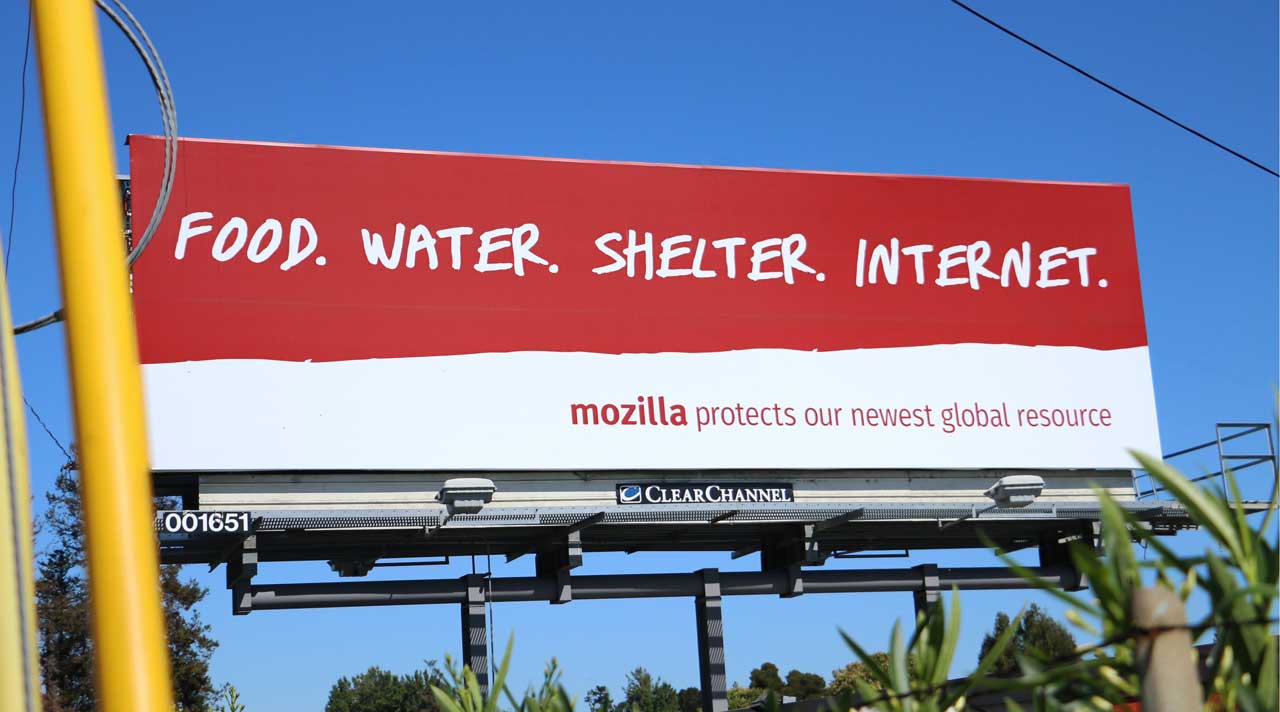 FOOD. WATER. SHELTER. INTERNET.
mozilla protects our newest global resource
CLEARCHANNEL
001651